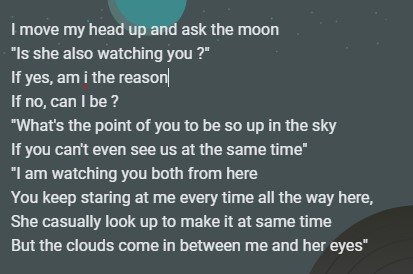 I move my head up and ask the moon
"Is she also watching you ?"
If yes, am i the reason
If no, can I be ?
"What's the point of you to be so up in the sky
If you can't even see us at the same time"
"I am watching you both from here
You keep staring at me every time all the way here,
She casually look up to make it at same time
But the clouds come in between me and her eyes"